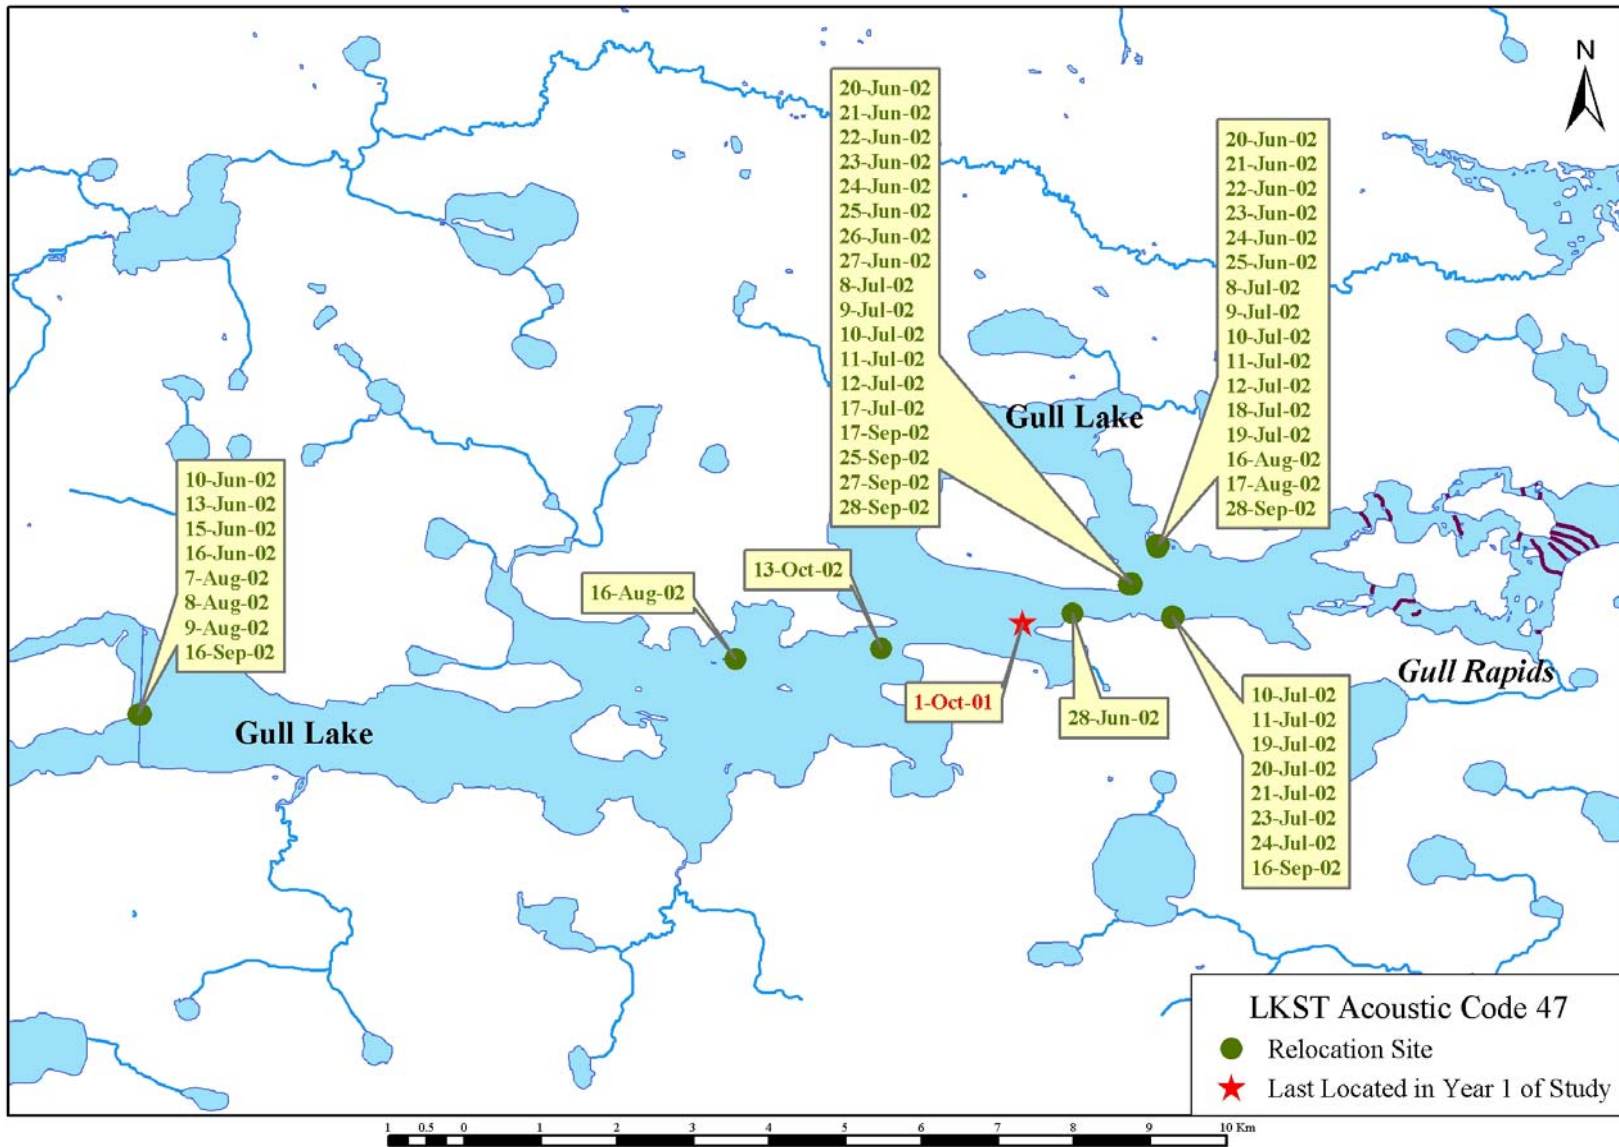 N
20-Jun-02
21-Jun-02
22-Jun-02
23-Jun-02
24-Jun-02
25-Jun-02
26-Jun-02
27-Jun-02
8-Jul-02
9-Jul-02
10-Jul-02
11-Jul-02
12-Jul-02
17-Jul-02
17-Sep-02
25-Sep-02
27-Sep-02
28-Sep-02
20-Jun-02
21-Jun-02
22-Jun-02
23-Jun-02
24-Jun-02
25-Jun-02
8-Jul-02
9-Jul-02
10-Jul-02
11-Jul-02
12-Jul-02
18-Jul-02
19-Jul-02
16-Aug-02
17-Aug-02
28-Sep-02
Gull Lake
10-Jun-02
13-Jun-02
15-Jun-02
16-Jun-02
7-Aug-02
8-Aug-02
9-Aug-02
16-Sep-02
16-Aug-02
13-Oct-02
1-Oct-01
28-Jun-02
Gull Rapids
Gull Lake
10-Jul-02
11-Jul-02
19-Jul-02
20-Jul-02
21-Jul-02
23-Jul-02
24-Jul-02
16-Sep-02
LKST Acoustic Code 47
Relocation Site
Last Located in Year 1 of Study
1 0.5 0 1 2 3 4 5 6 7 8 9 10 Km